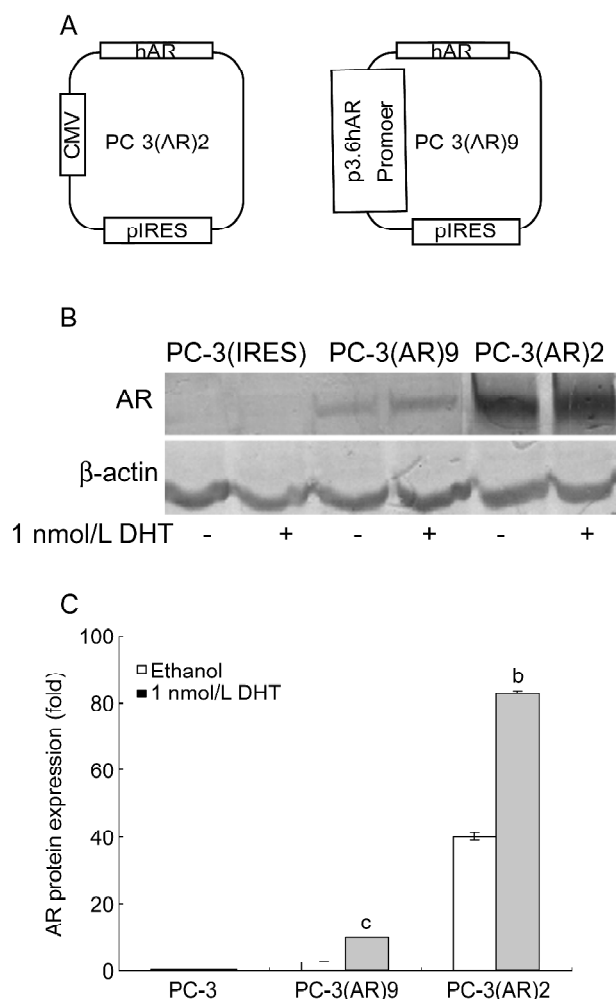 A
hAR
CMV
PC 3(ΛR)2
pIRES
hAR
p3.6hAR
Promoer
PC 3(ΛR)9
pIRES
B
PC-3(IRES) PC-3(AR)9 PC-3(AR)2
AR
β-actin
1 nmol/L DHT - + - + - +
C
AR protein expression (fold)
100
80
60
40
20
0
Ethanol
1 nmol/L DHT
c
b
PC-3 PC-3(AR)9 PC-3(AR)2